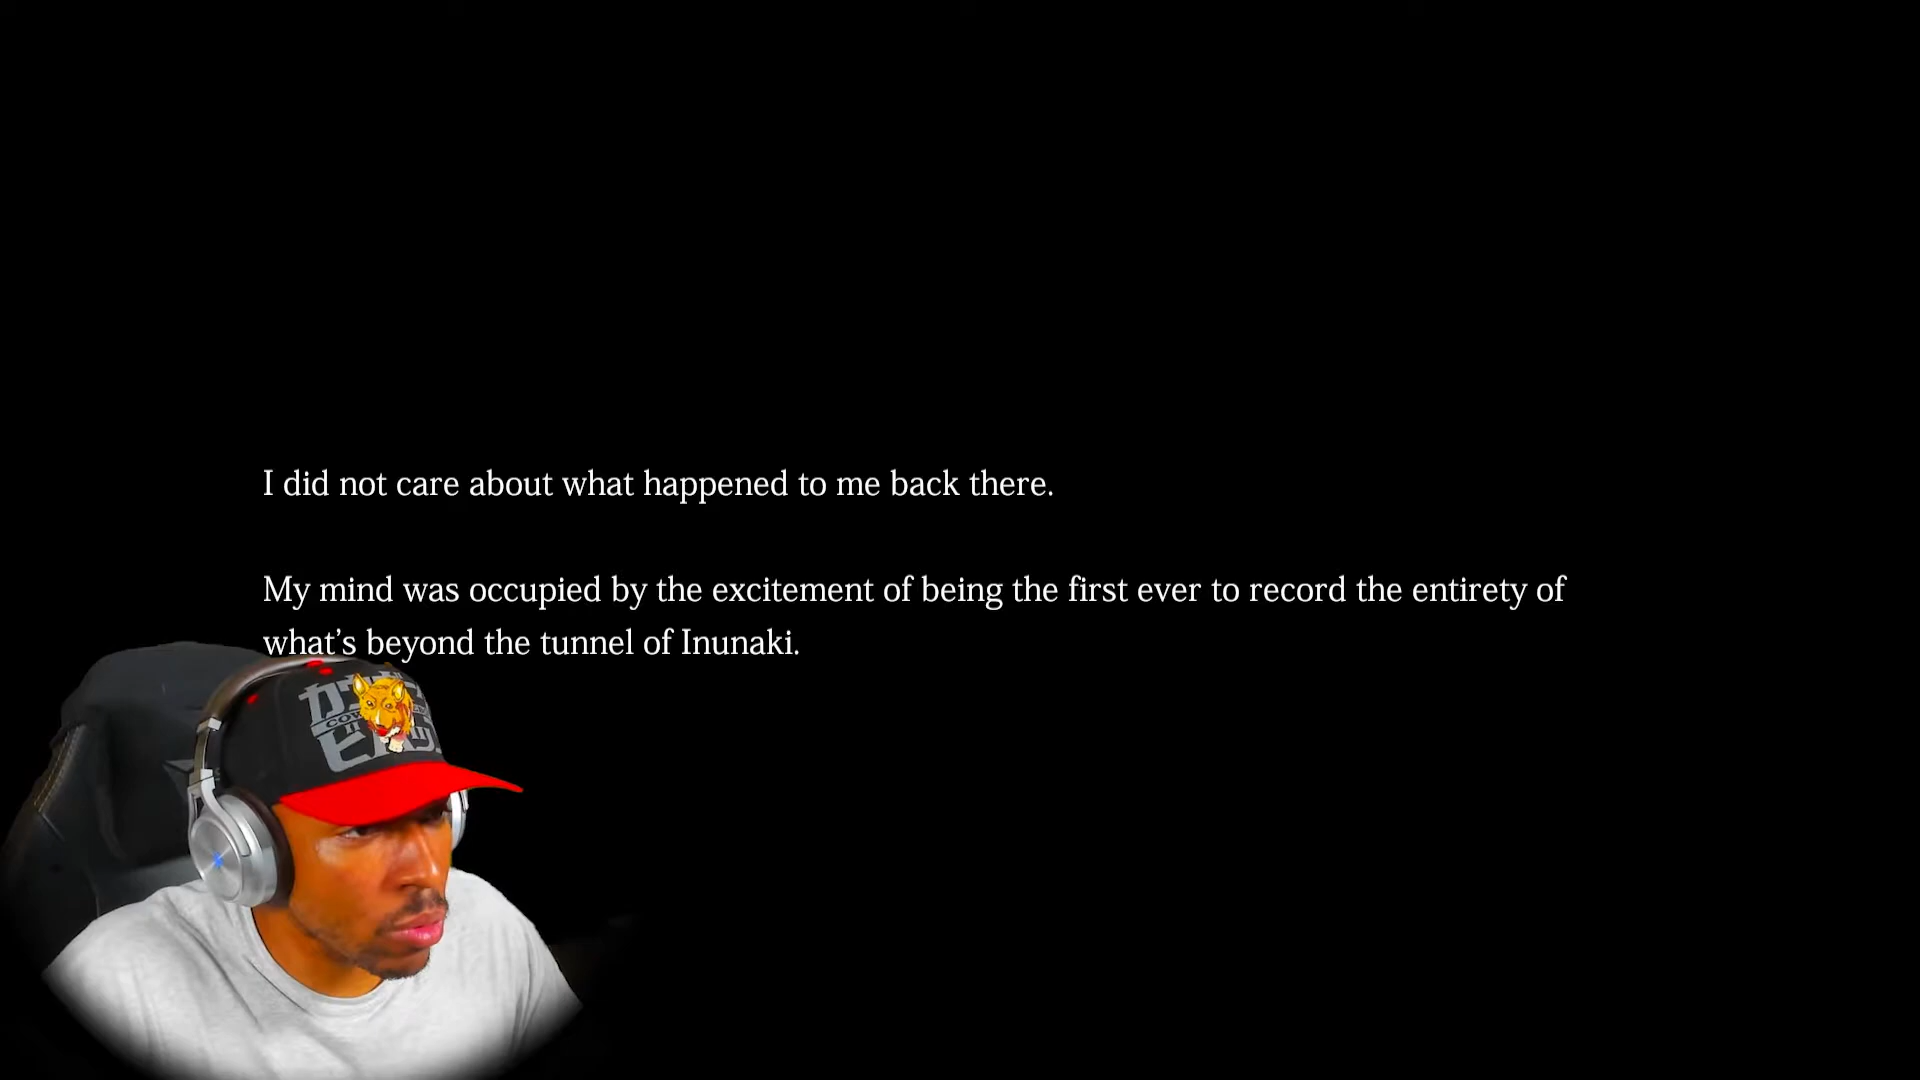 I did not care about what happened to me back there.
My mind was occupied by the excitement of being the first ever to record the entirety of
what's beyond the tunnel of Inunaki.